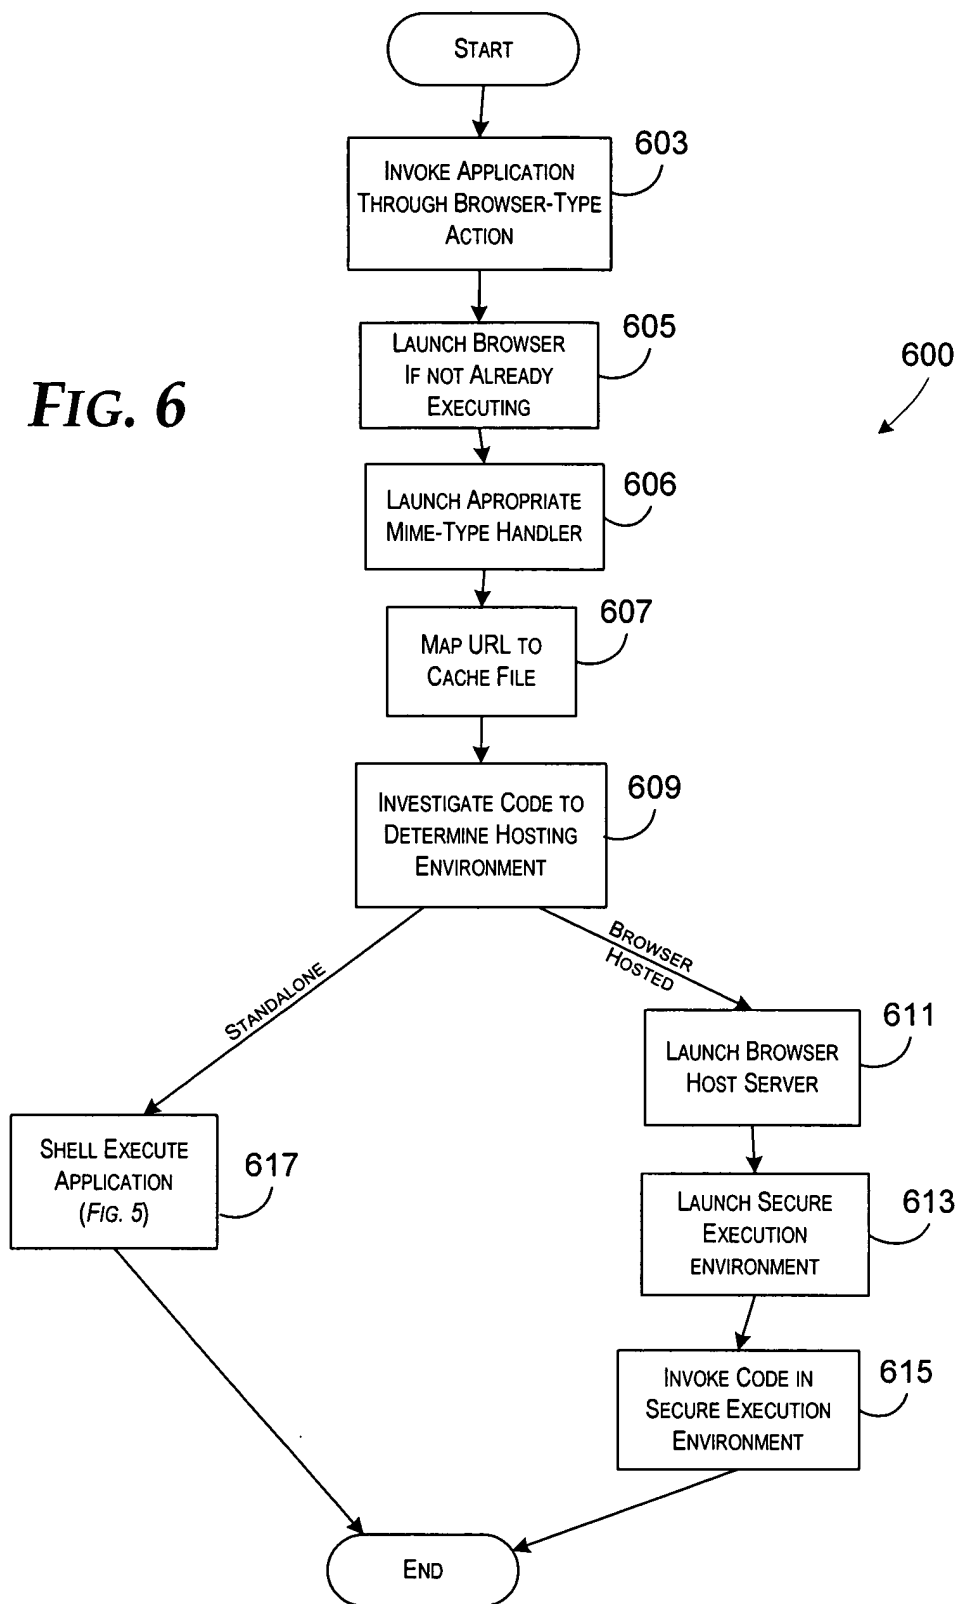 START
603
INVOKE APPLICATION
THROUGH BROWSER-TYPE
ACTION
605
LAUNCH BROWSER
IF NOT ALREADY
EXECUTING
600
FIG. 6
606
LAUNCH APROPRIATE
MIME-TYPE HANDLER
607
MAP URL TO
CACHE FILE
609
INVESTIGATE CODE TO
DETERMINE HOSTING
ENVIRONMENT
STANDALONE
BROWSER
HOSTED
611
LAUNCH BROWSER
HOST SERVER
SHELL EXECUTE
APPLICATION
(FIG. 5)
617
613
LAUNCH SECURE
EXECUTION
ENVIRONMENT
615
INVOKE CODE IN
SECURE EXECUTION
ENVIRONMENT
END